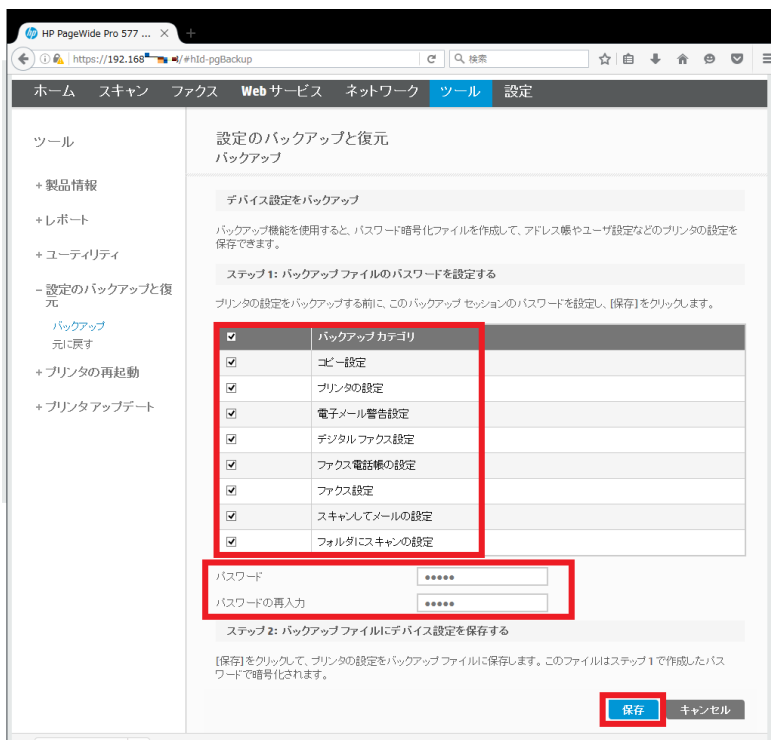 HP PageWide Pro 577 ...
https://192.168 /#hId-pgBackup
検索
ホーム スキャン ファクス Web サービス ネットワーク ツール 設定
ツール
+ 製品情報
+ レポート
+ ユーティリティ
- 設定のバックアップと復
元
バックアップ
元に戻す
+ プリンタの再起動
+ プリンタ アップデート
設定のバックアップと復元
バックアップ
デバイス設定をバックアップ
バックアップ機能を使用すると、パスワード暗号化ファイルを作成して、アドレス帳やユーザ設定などのプリンタの設定を
保存できます。
ステップ 1: バックアップ ファイルのパスワードを設定する
プリンタの設定をバックアップする前に、このバックアップ セッションのパスワードを設定し、[保存] をクリックします。
バックアップ カテゴリ
コピー設定
プリンタの設定
電子メール警告設定
デジタル ファクス設定
ファクス電話帳の設定
ファクス設定
スキャンしてメールの設定
フォルダにスキャンの設定
パスワード
パスワードの再入力
ステップ 2: バックアップ ファイルにデバイス設定を保存する
[保存] をクリックして、プリンタの設定をバックアップ ファイルに保存します。このファイルはステップ 1 で作成したパス
ワードで暗号化されます。
保存 キャンセル